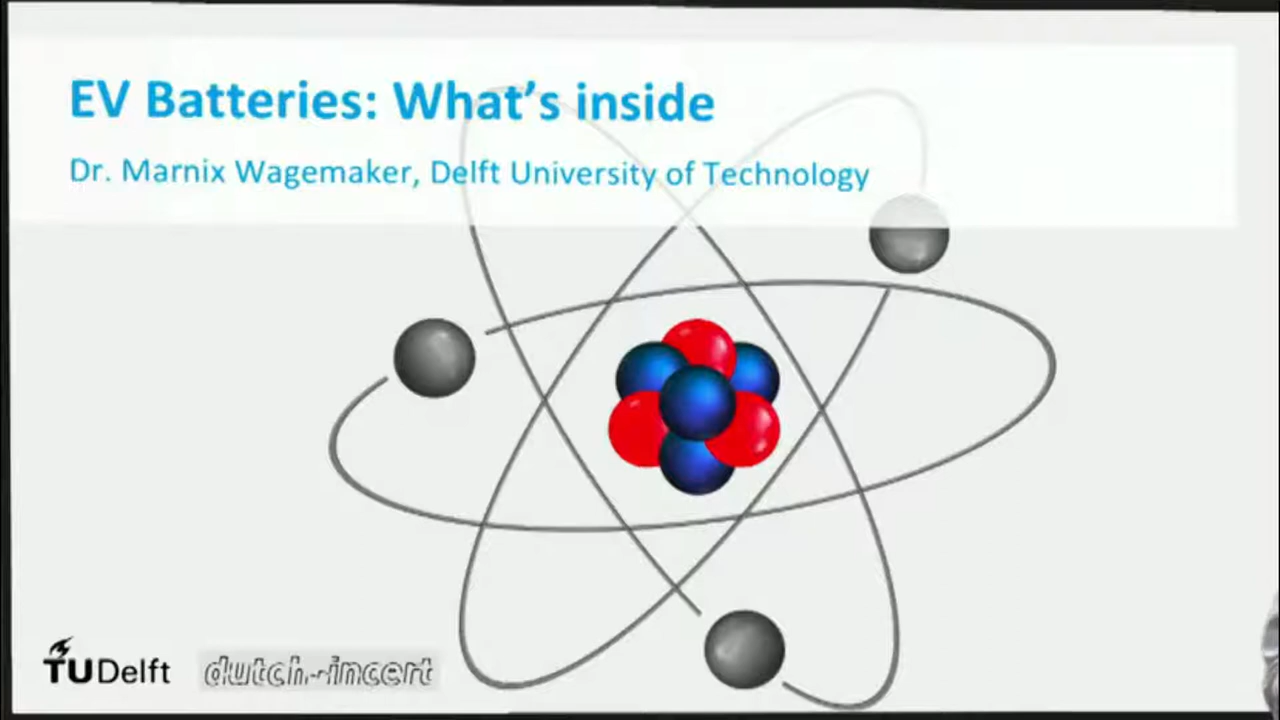 EV Batteries: What's inside
Dr. Marnix Wagemaker, Delft University of Technology
TUDelft
dutch-incert